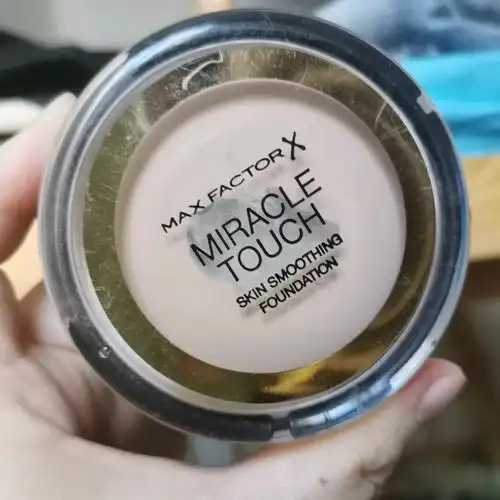 MAX FACTOR X
MIRACLE
TOUCH
SKIN SMOOTHING
FOUNDATION